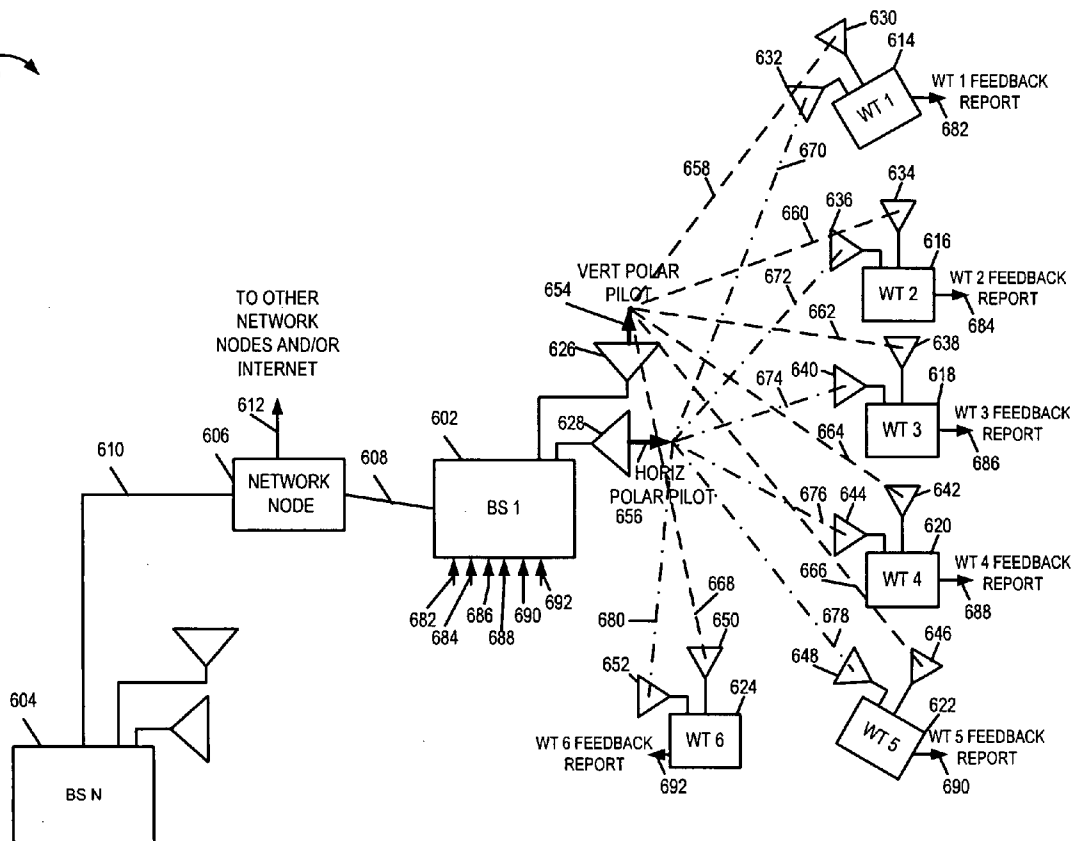 630
614
632
WT 1
WT 1 FEEDBACK
REPORT
682
670
658
634
636
660
616
VERT POLAR
PILOT
672
WT 2
WT 2 FEEDBACK
REPORT
684
654
662
TO OTHER
NETWORK
NODES AND/OR
INTERNET
626
638
640
674
618
612
628
WT 3
WT 3 FEEDBACK
REPORT
686
610
606
602
664
608
NETWORK
NODE
BS 1
HORIZ
POLAR PILOT
656
676
644
642
620
WT 4
WT 4 FEEDBACK
REPORT
688
666
682
684
686
688
690
692
668
680
650
678
646
648
652
624
622
604
WT 6
WT 6 FEEDBACK
REPORT
692
WT 5
WT 5 FEEDBACK
REPORT
690
BS N